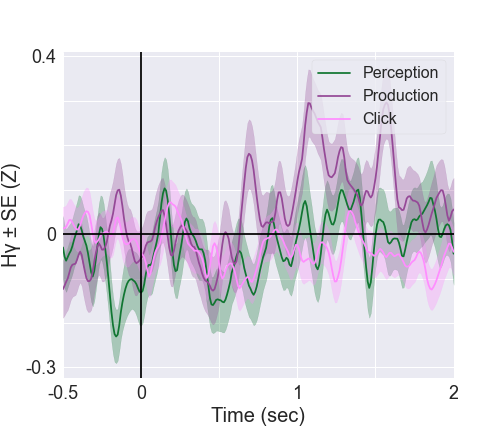 0.4
Perception
Production
Click
Hγ ± SE (Z)
0
-0.3
-0.5
0
1
2
Time (sec)